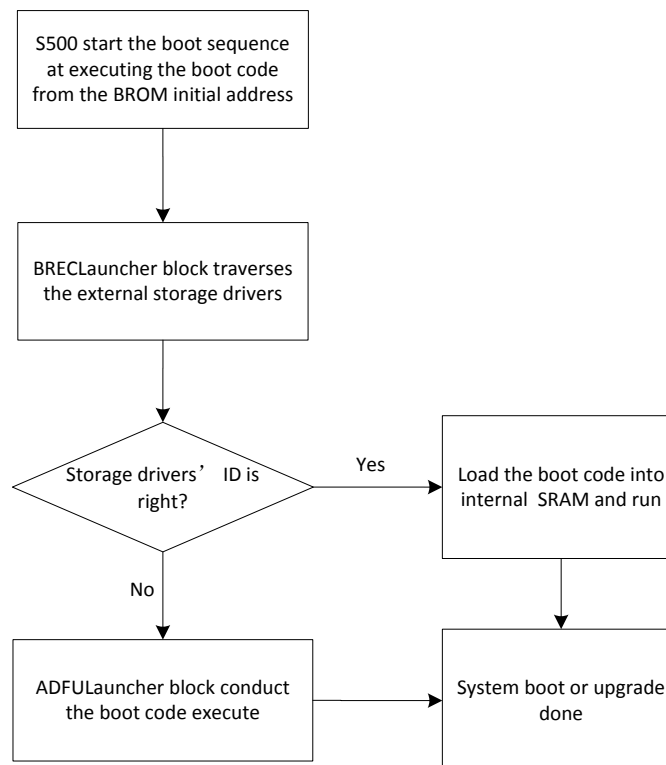 S500 start the boot sequence
at executing the boot code
from the BROM initial address
BRECLauncher block traverses
the external storage drivers
Storage drivers’ ID is
right?
Yes
Load the boot code into
internal SRAM and run
No
ADFULauncher block conduct
the boot code execute
System boot or upgrade
done